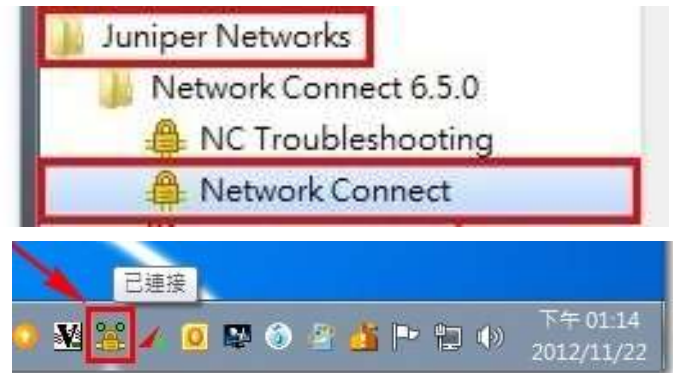 Juniper Networks
Network Connect 6.5.0
NC Troubleshooting
Network Connect
已連接
下午 01:14
2012/11/22